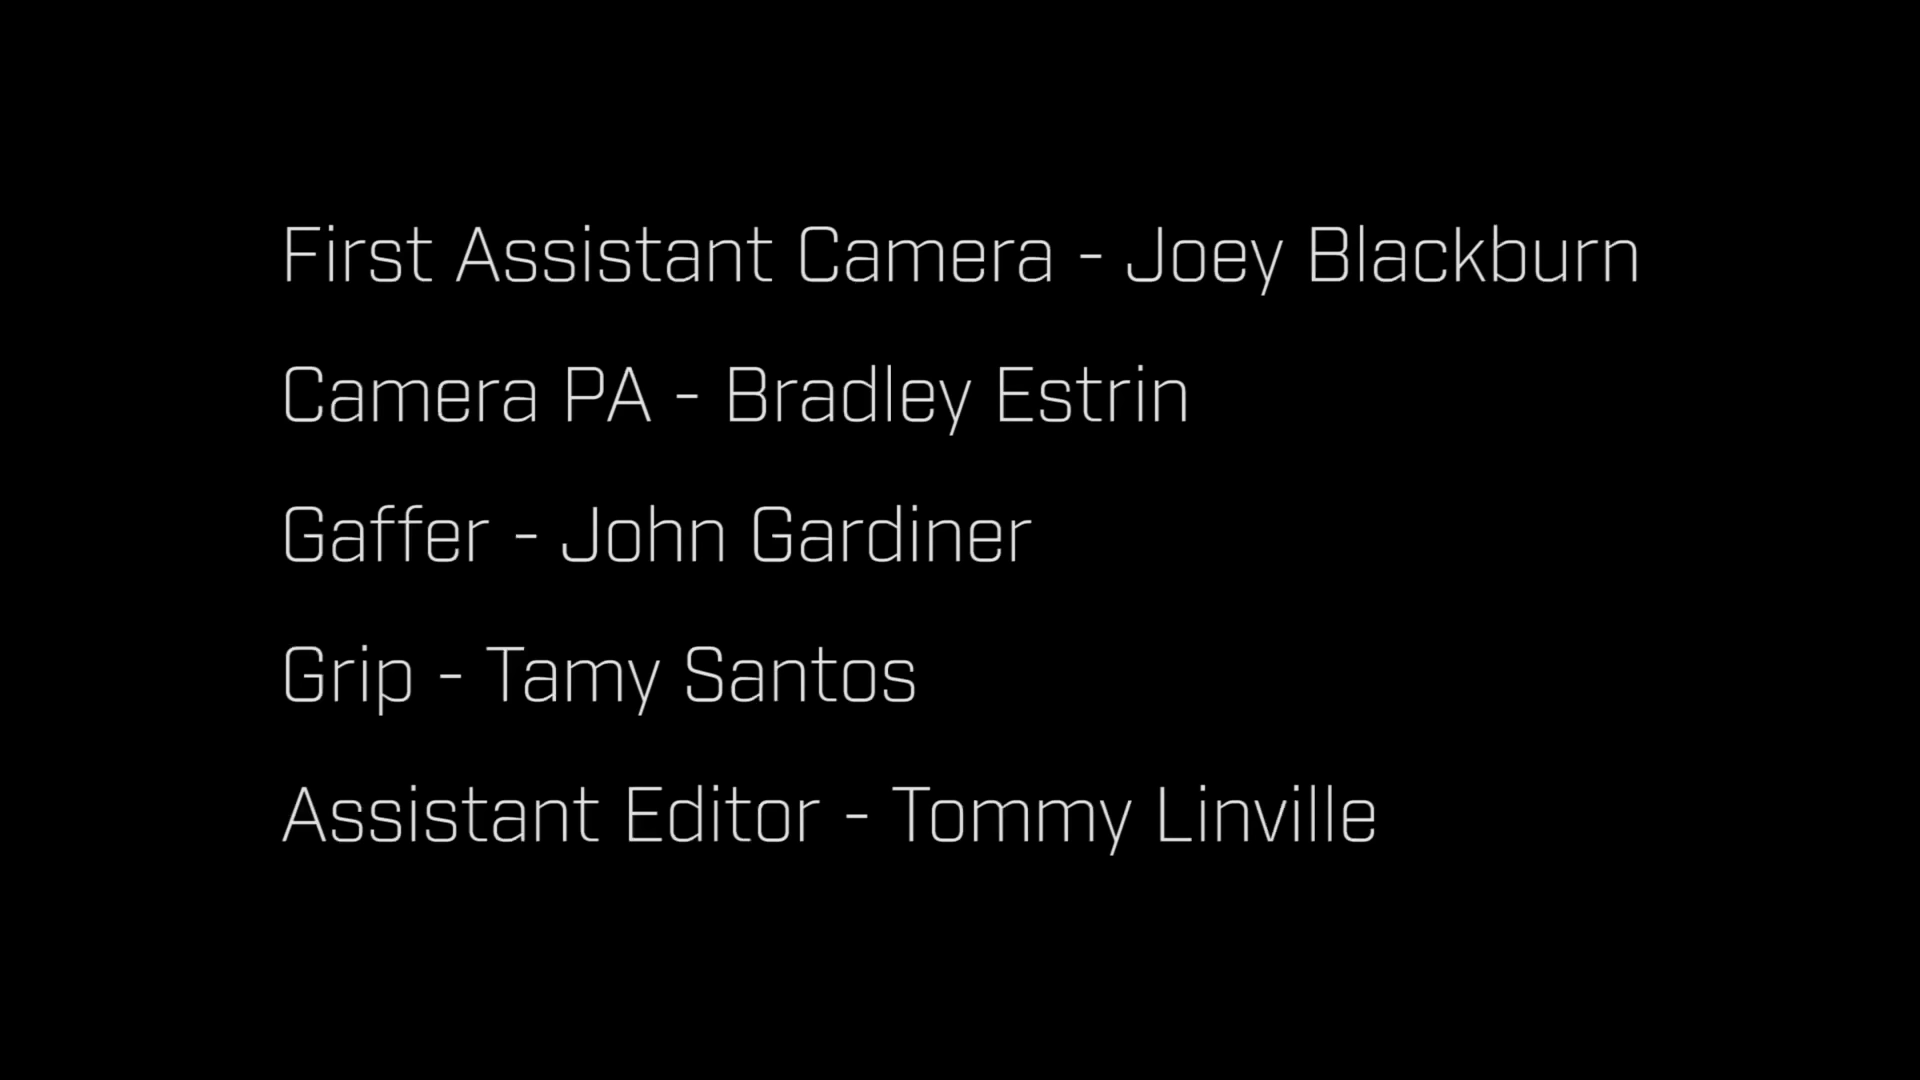 First Assistant Camera - Joey Blackburn
Camera PA - Bradley Estrin
Gaffer - John Gardiner
Grip - Tamy Santos
Assistant Editor - Tommy Linville